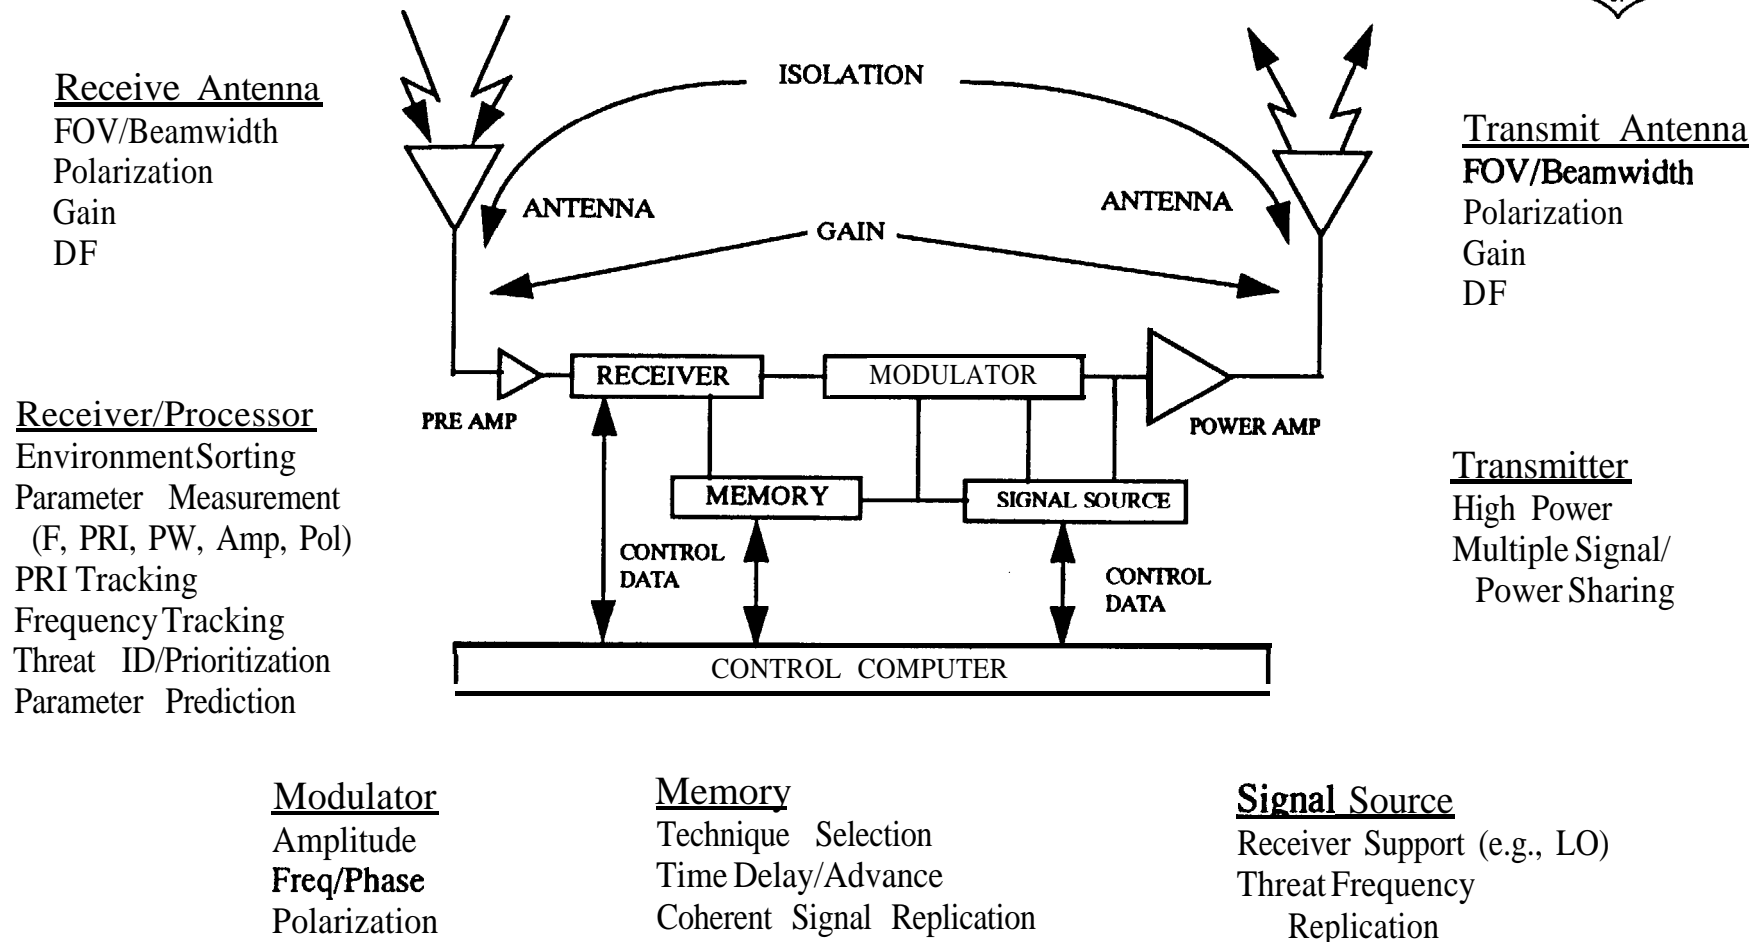 ISOLATION
Receive Antenna
FOV/Beamwidth
Polarization
Gain
DF
Transmit Antenna
FOV/Beamwidth
Polarization
Gain
DF
ANTENNA
ANTENNA
GAIN
RECEIVER
MODULATOR
PRE AMP
POWER AMP
Receiver/Processor
Environment Sorting
Parameter Measurement
(F, PRI, PW, Amp, Pol)
PRI Tracking
Frequency Tracking
Threat ID/Prioritization
Parameter Prediction
MEMORY
SIGNAL SOURCE
Transmitter
High Power
Multiple Signal/
Power Sharing
CONTROL
DATA
CONTROL
DATA
CONTROL COMPUTER
Modulator
Amplitude
Freq/Phase
Polarization
Memory
Technique Selection
Time Delay/Advance
Coherent Signal Replication
Signal Source
Receiver Support (e.g., LO)
Threat Frequency
Replication